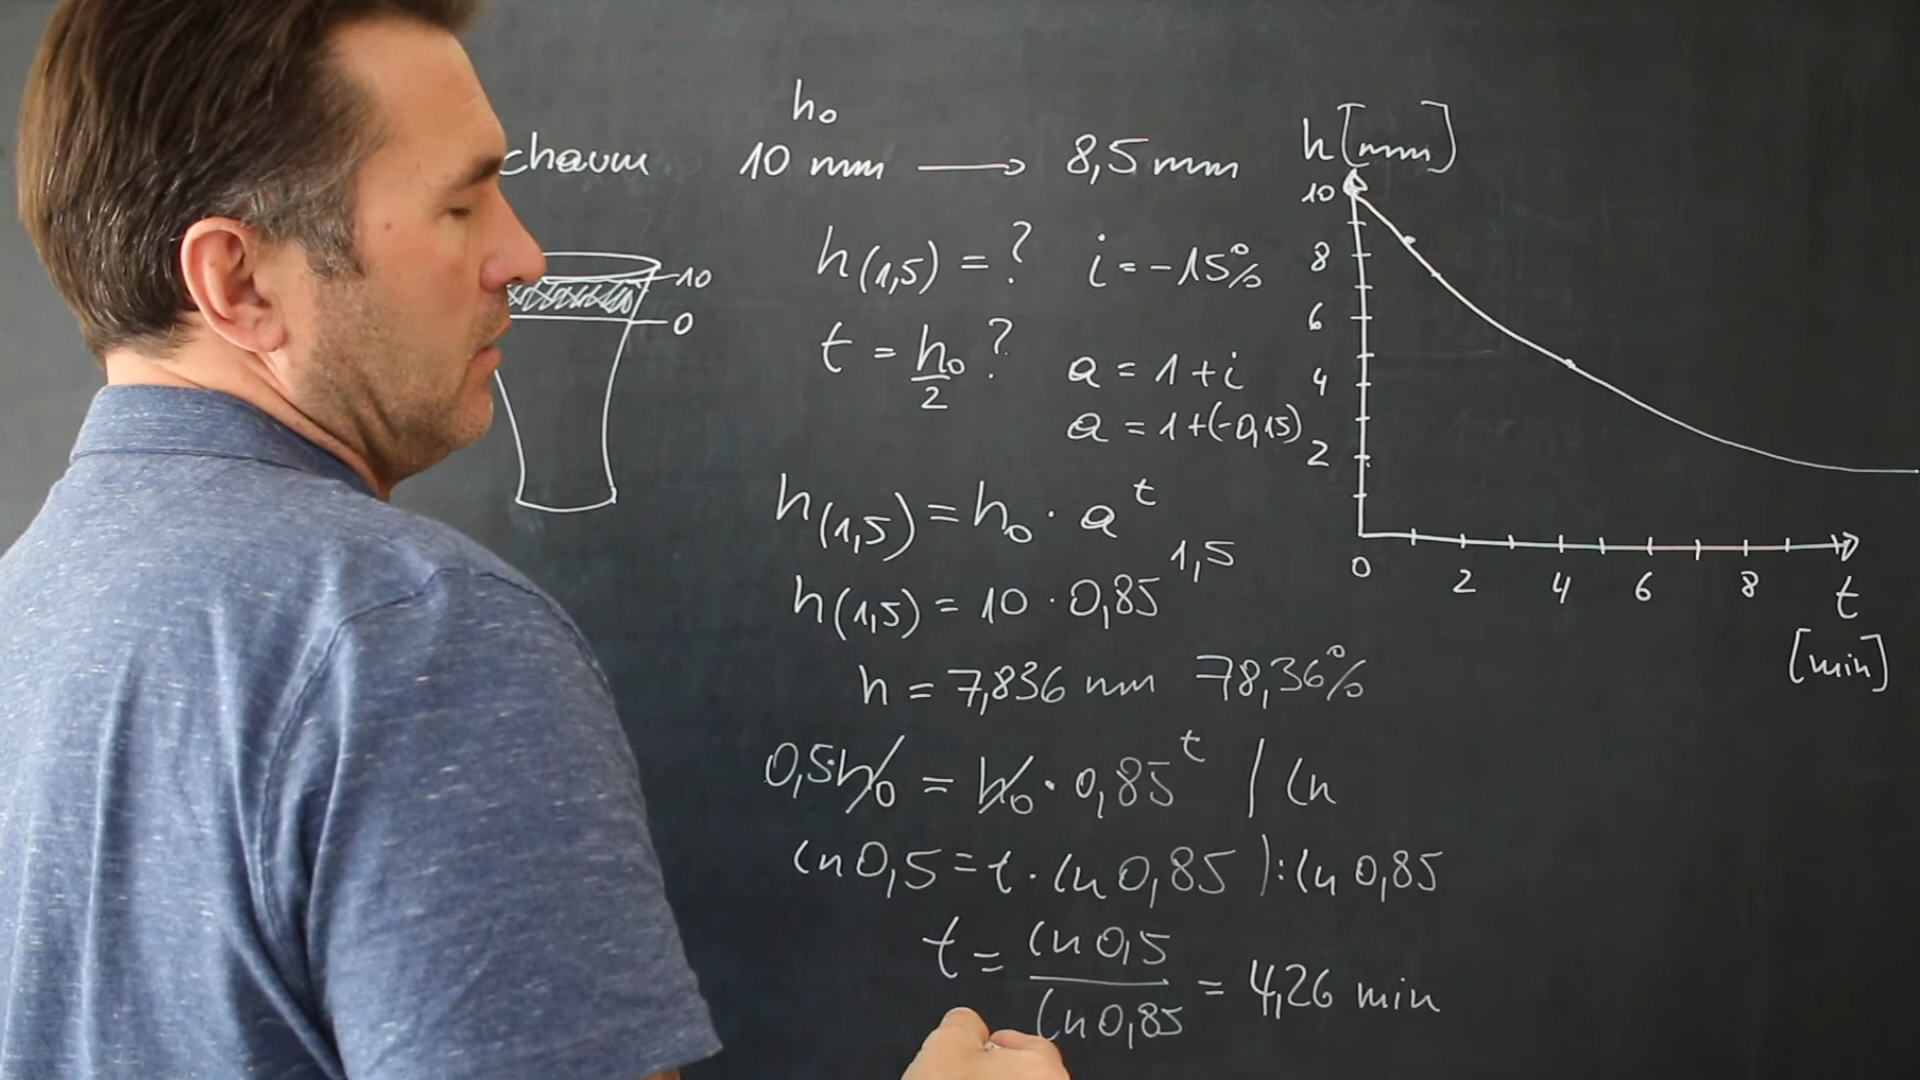 h₀
chaum 10 mm → 8,5 mm
10
0
h(1,5) = ? i = -15%
t = h₀/2 ? a = 1 + i
a = 1 + (-0,15)
h(1,5) = h₀ · a^t
h(1,5) = 10 · 0,85^1,5
h = 7,836 mm 78,36%
0,5·h₀ = h₀ · 0,85^t | ln
ln 0,5 = t · ln 0,85 | : ln 0,85
t = ln 0,5 / ln 0,85 = 4,26 min
h [mm]
10
8
6
4
2
0 2 4 6 8 t
[min]